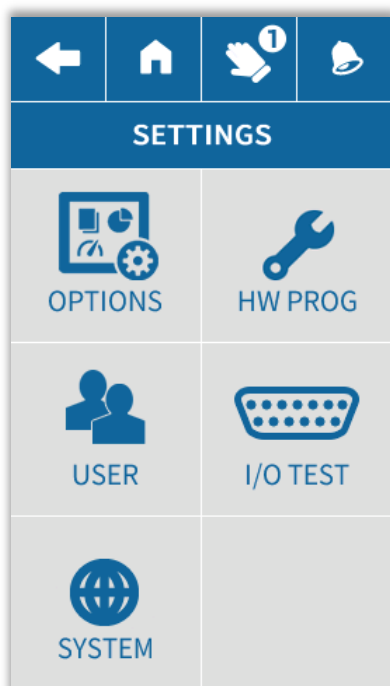 1
SETTINGS
OPTIONS
HW PROG
USER
I/O TEST
SYSTEM